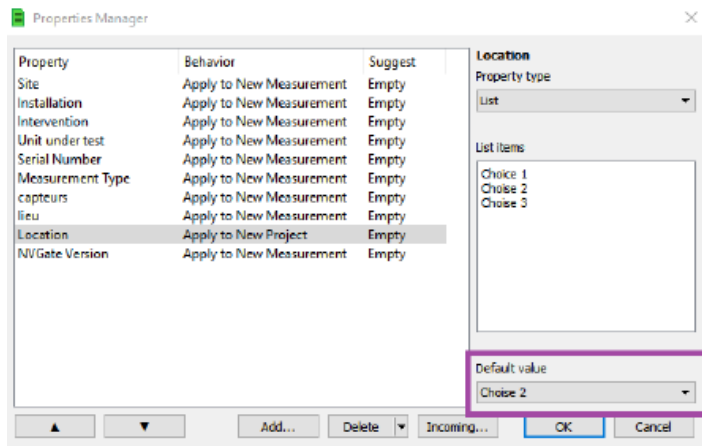 Properties Manager
Property Behavior Suggest
Site Apply to New Measurement Empty
Installation Apply to New Measurement Empty
Intervention Apply to New Measurement Empty
Unit under test Apply to New Measurement Empty
Serial Number Apply to New Measurement Empty
Measurement Type Apply to New Measurement Empty
capteurs Apply to New Measurement Empty
lieu Apply to New Measurement Empty
Location Apply to New Project Empty
NVGate Version Apply to New Measurement Empty
Location
Property type
List
List items
Choice 1
Choise 2
Choise 3
Default value
Choise 2
Add... Delete Incoming... OK Cancel